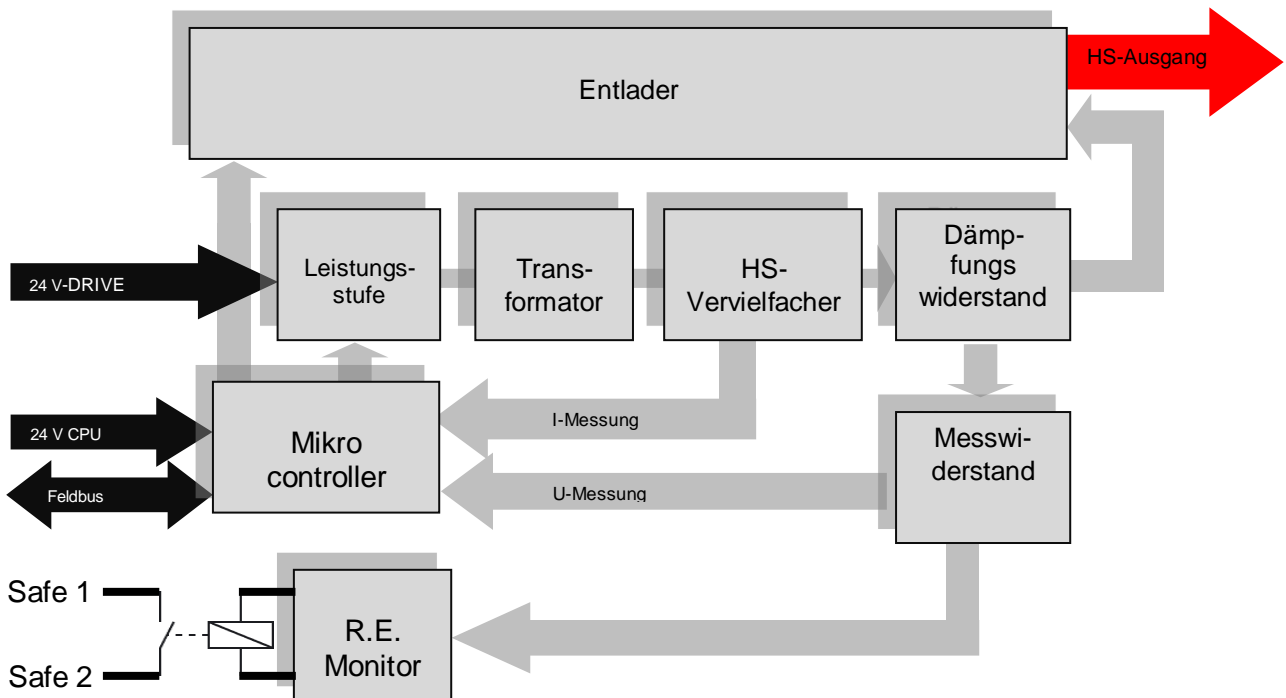 HS-Ausgang
Entlader
24 V-DRIVE
Leistungs-
stufe
Trans-
formator
HS-
Vervielfacher
Dämp-
fungs
widerstand
24 V CPU
Mikro
controller
I-Messung
Messwi-
derstand
Feldbus
U-Messung
Safe 1
Safe 2
R.E.
Monitor